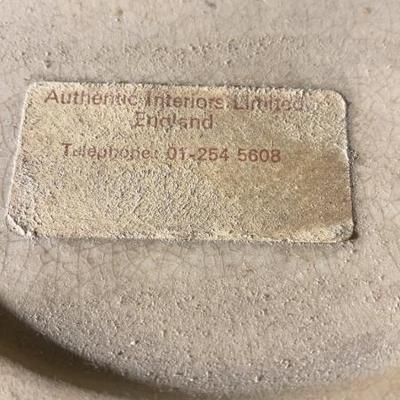 Authentic Interiors Limited
England
Telephone: 01-254 5608